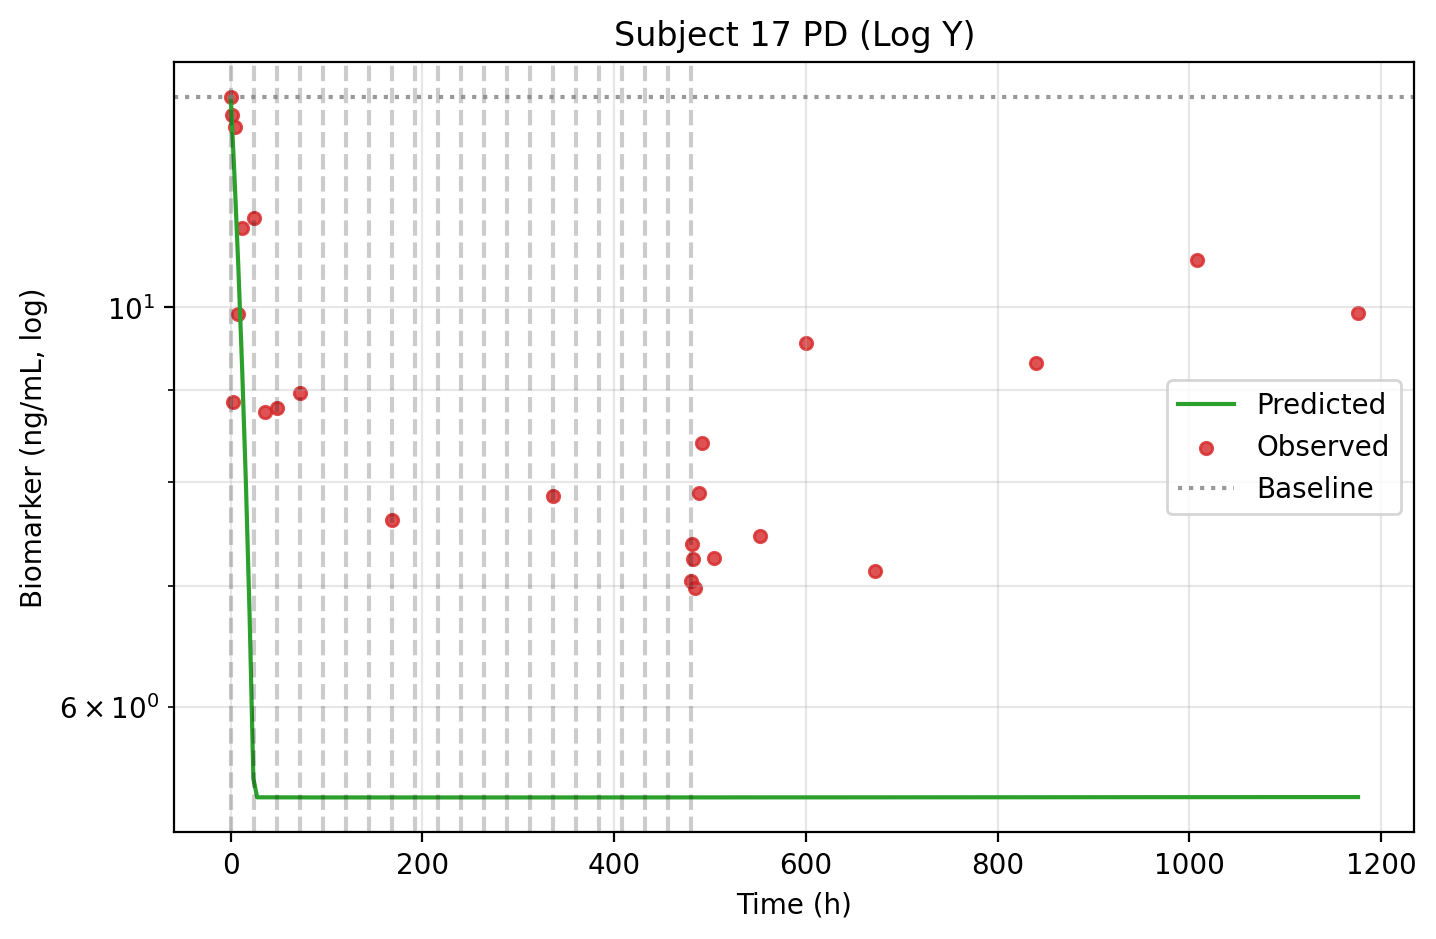 Subject 17 PD (Log Y)
Biomarker (ng/mL, log)
10¹
6 × 10⁰
Predicted
Observed
Baseline
0 200 400 600 800 1000 1200
Time (h)